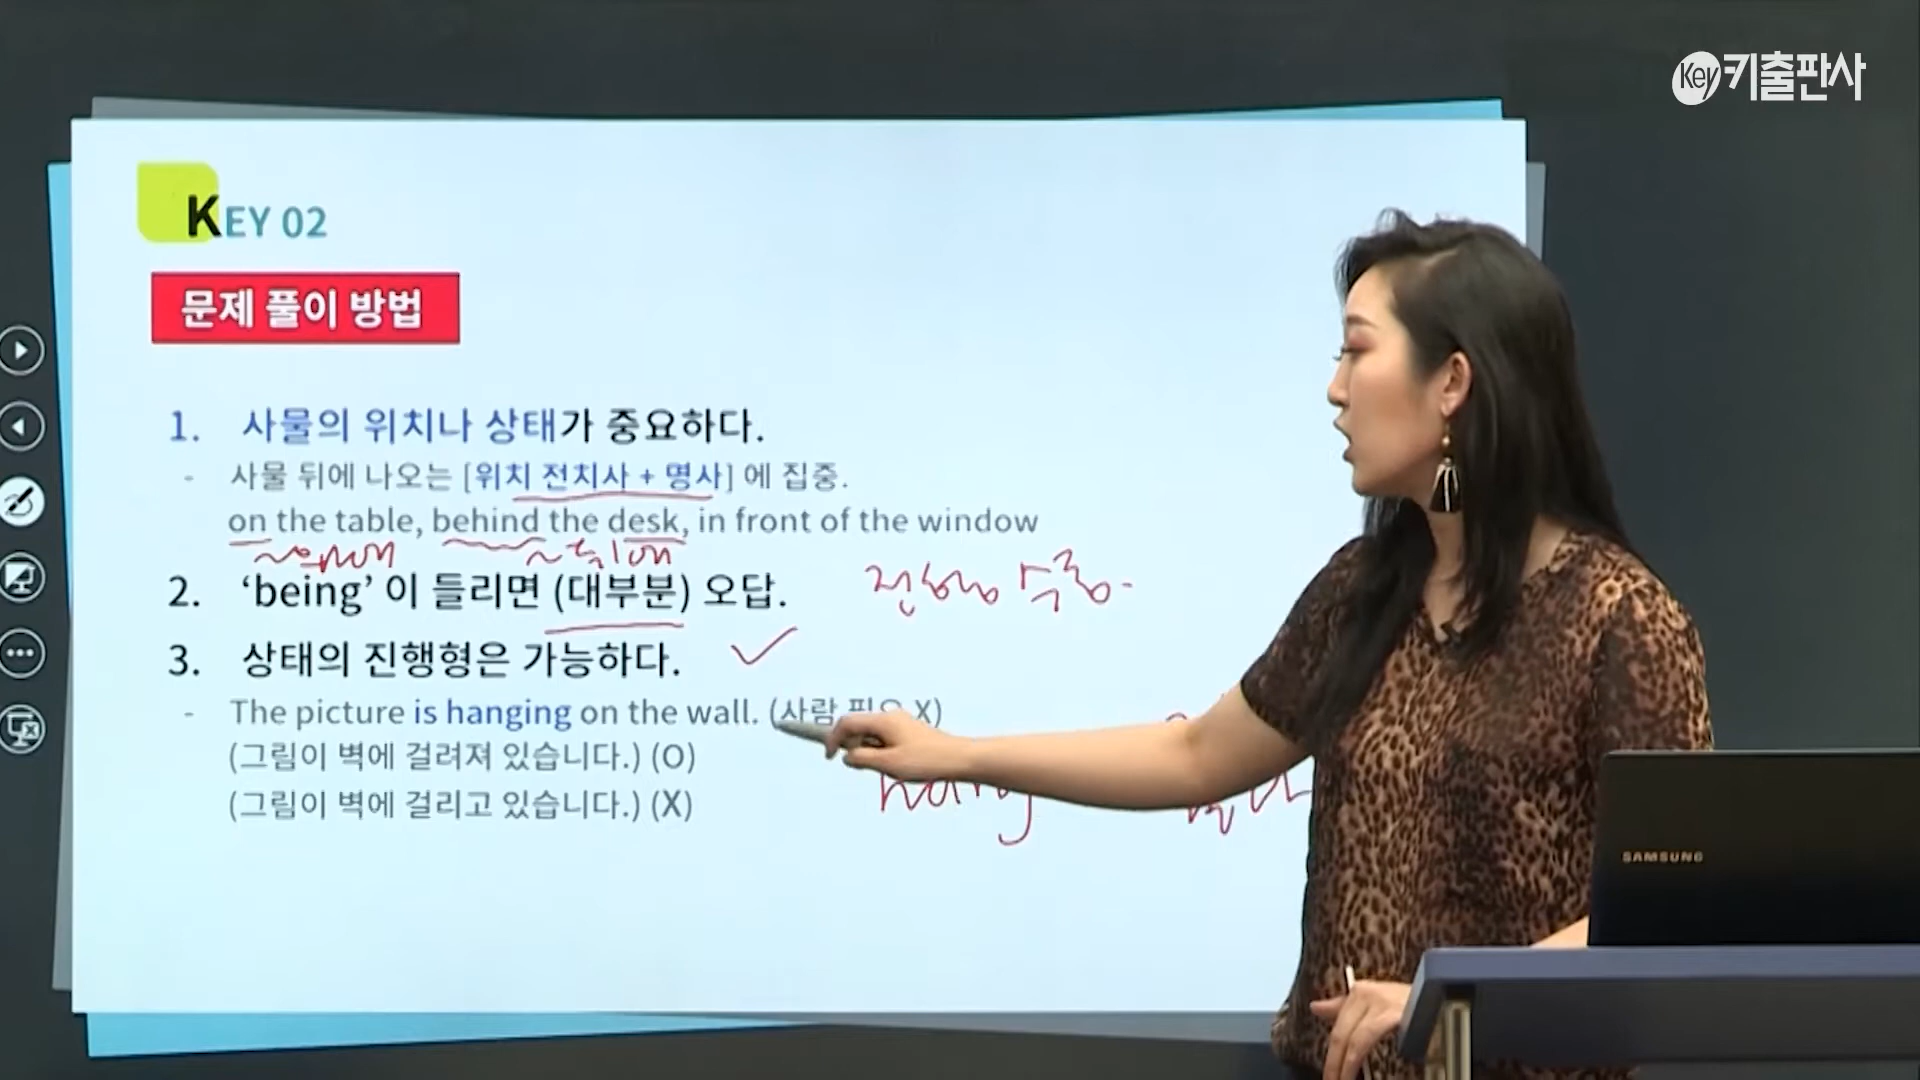 Key 키출판사
KEY 02
문제 풀이 방법
1. 사물의 위치나 상태가 중요하다.
- 사물 뒤에 나오는 [위치 전치사 + 명사] 에 집중.
on the table, behind the desk, in front of the window
~위에 ~뒤에
2. ‘being’ 이 들리면 (대부분) 오답.
3. 상태의 진행형은 가능하다.
- The picture is hanging on the wall. (사람 필요 X)
(그림이 벽에 걸려져 있습니다.) (O)
(그림이 벽에 걸리고 있습니다.) (X)
hang
SAMSUNG